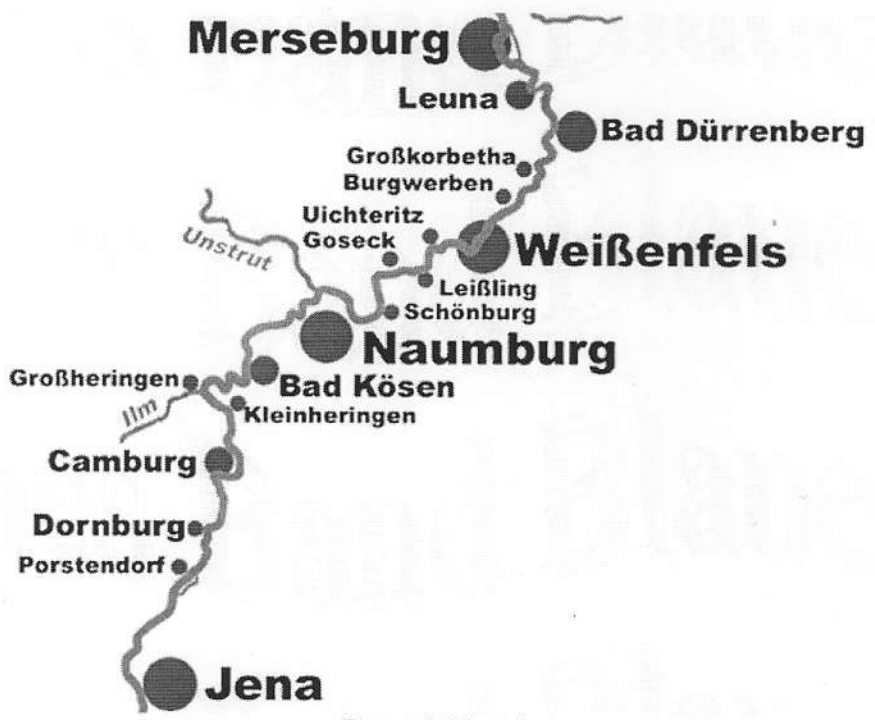 Merseburg
Leuna
Bad Dürrenberg
Großkorbetha
Burgwerben
Uichteritz
Goseck
Unstrut
Weißenfels
Leißling
Schönburg
Naumburg
Großheringen
Bad Kösen
Ilm
Kleinheringen
Camburg
Dornburg
Porstendorf
Jena